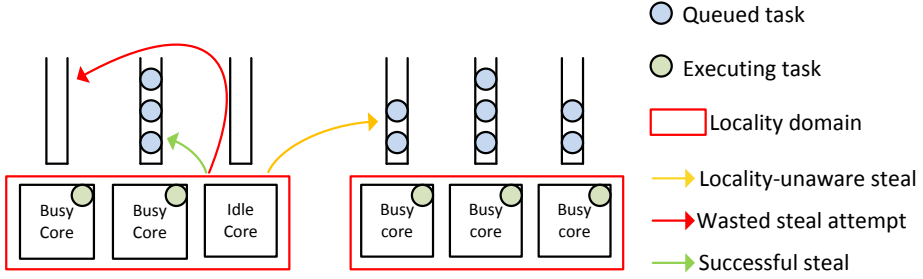 Queued task
Executing task
Locality domain
Busy
Core
Busy
Core
Idle
Core
Busy
core
Busy
core
Busy
core
Locality-unaware steal
Wasted steal attempt
Successful steal